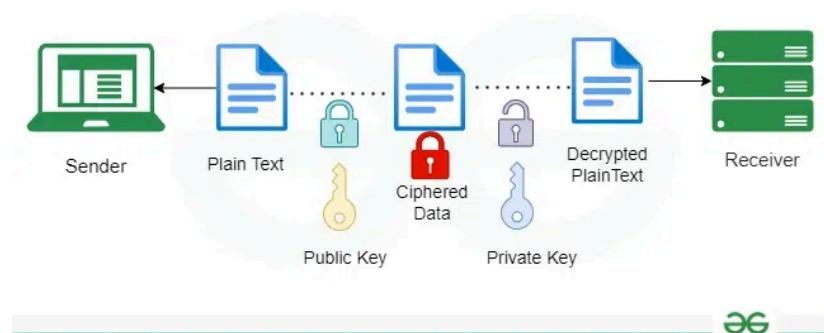 Sender
Plain Text
Ciphered
Data
Decrypted
PlainText
Receiver
Public Key
Private Key